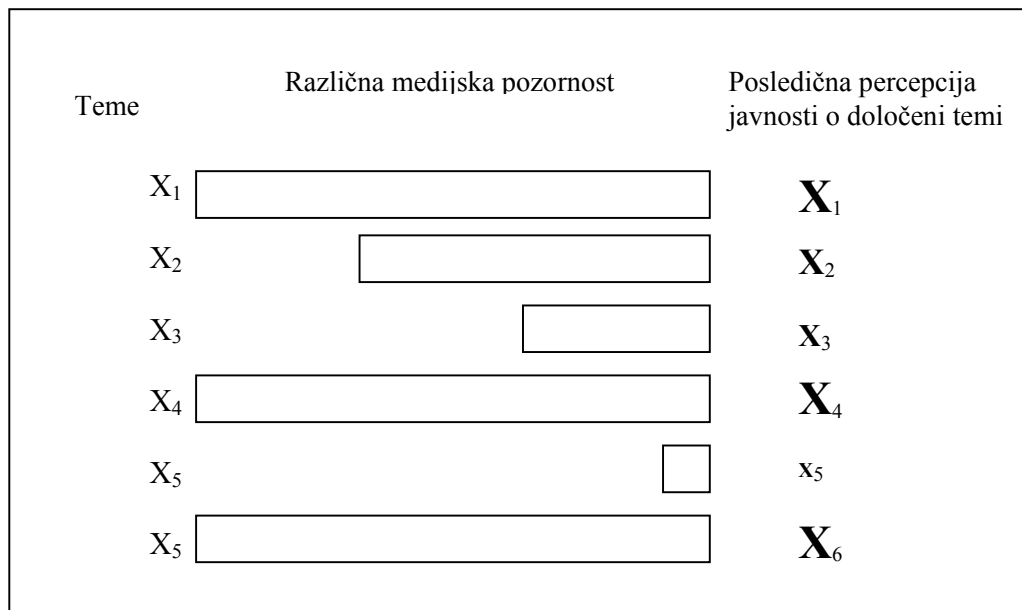 Teme
Različna medijska pozornost
Posledična percepcija
javnosti o določeni temi
X₁ X₁
X₂ X₂
X₃ X₃
X₄ X₄
X₅ x₅
X₅ X₆